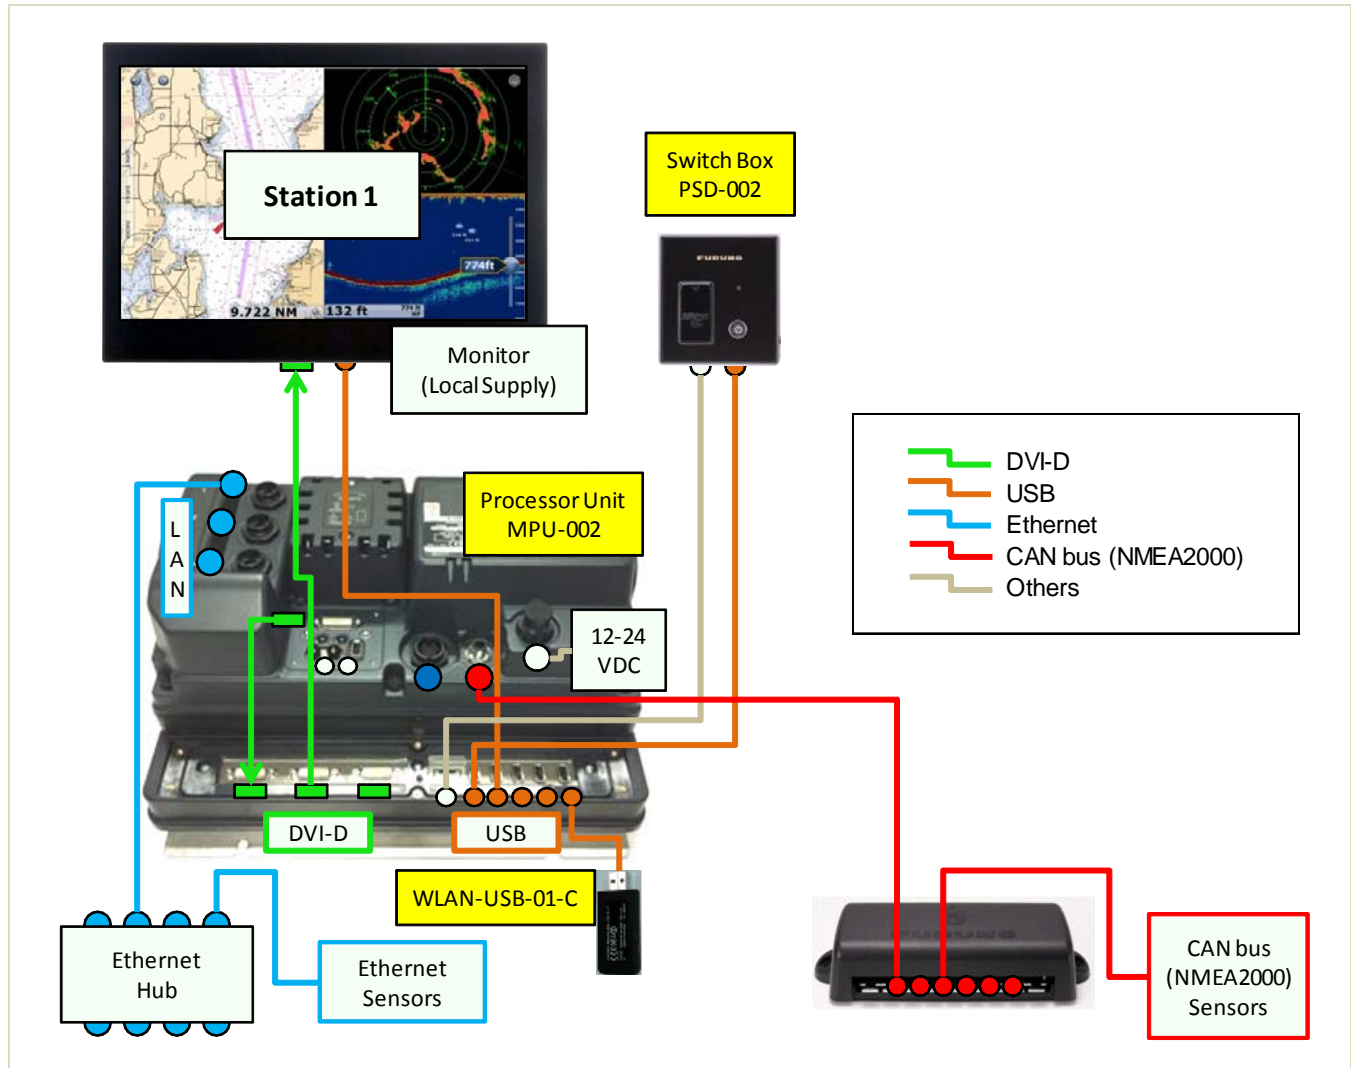 Station 1
774ft
9.722 NM
132 ft
Monitor
(Local Supply)
Switch Box
PSD-002
FURUNO
DVI-D
USB
Ethernet
CAN bus (NMEA2000)
Others
L
A
N
Processor Unit
MPU-002
12-24
VDC
DVI-D
USB
WLAN-USB-01-C
Ethernet
Hub
Ethernet
Sensors
CAN bus
(NMEA2000)
Sensors